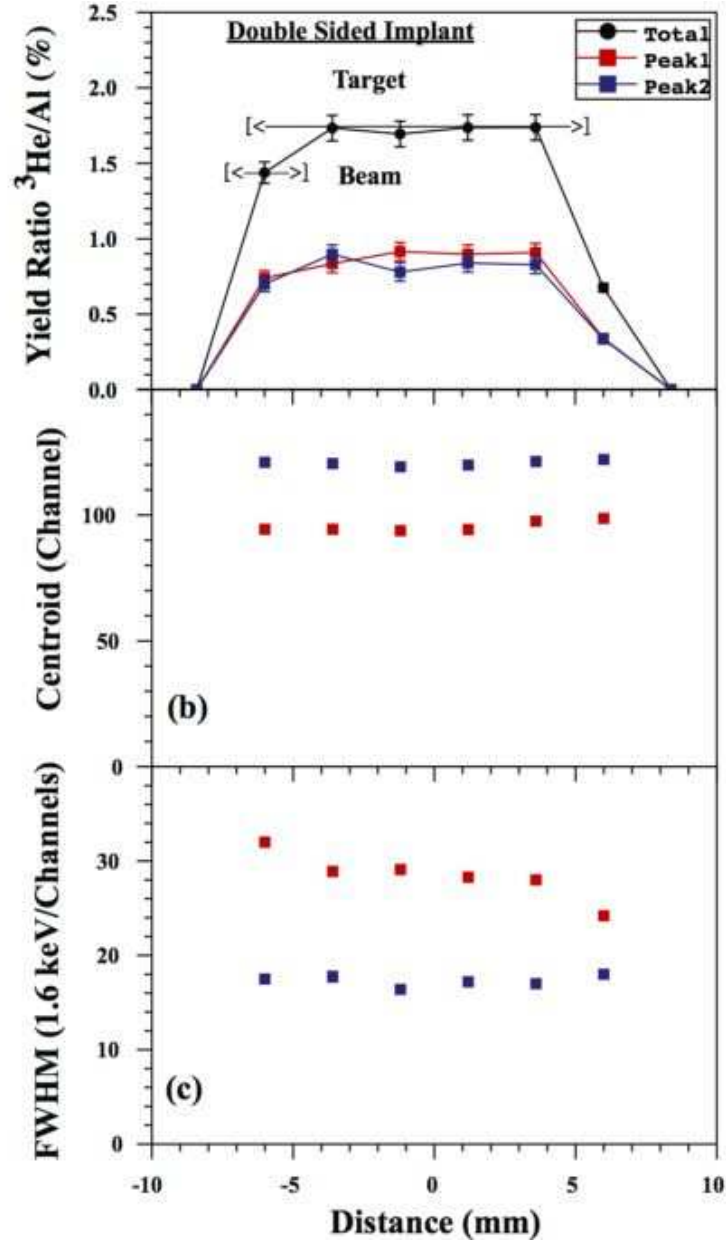 Double Sided Implant
Total
Peak1
Peak2
Target
Beam
Yield Ratio ³He/Al (%)
2.5
2.0
1.5
1.0
0.5
0.0
Centroid (Channel)
100
50
0
(b)
FWHM (1.6 keV/Channels)
30
20
10
0
(c)
-10
-5
0
5
10
Distance (mm)